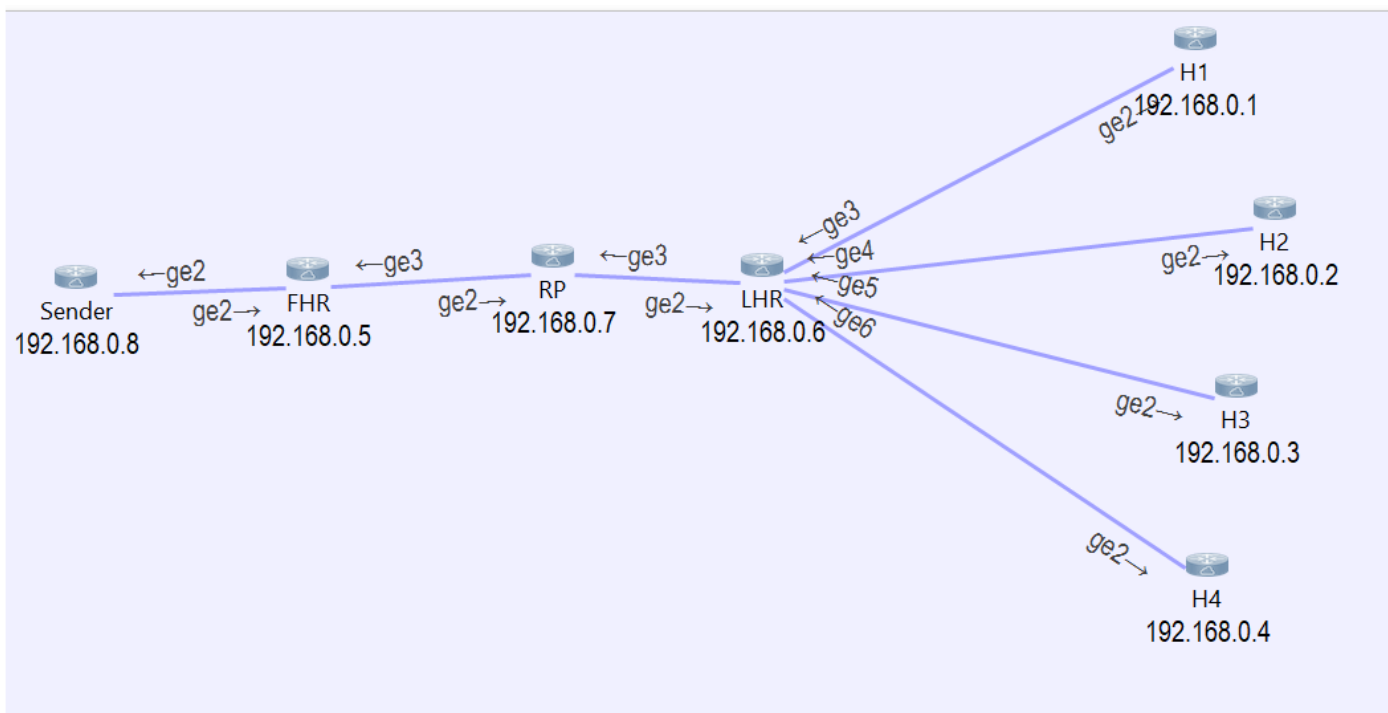 H1
192.168.0.1
ge2→
H2
192.168.0.2
ge2→
←ge3
←ge4
←ge5
←ge6
←ge2
Sender
192.168.0.8
ge2→
←ge3
FHR
192.168.0.5
ge2→
←ge3
RP
192.168.0.7
ge2→
LHR
192.168.0.6
ge2→
H3
192.168.0.3
ge2→
H4
192.168.0.4